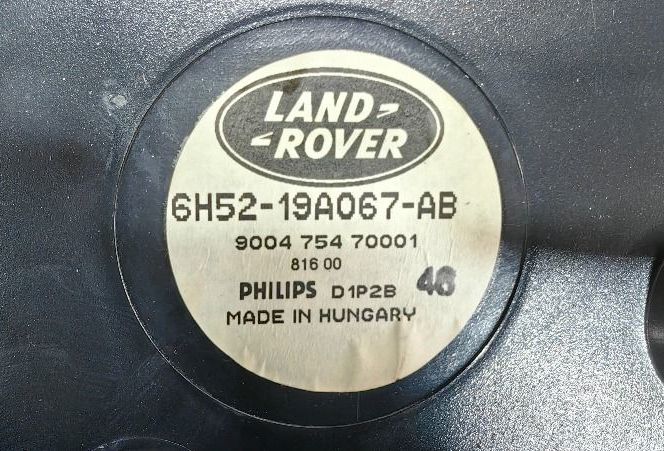 LAND
ROVER
6H52-19A067-AB
9004 754 70001
816 00
PHILIPS D1P2B 46
MADE IN HUNGARY